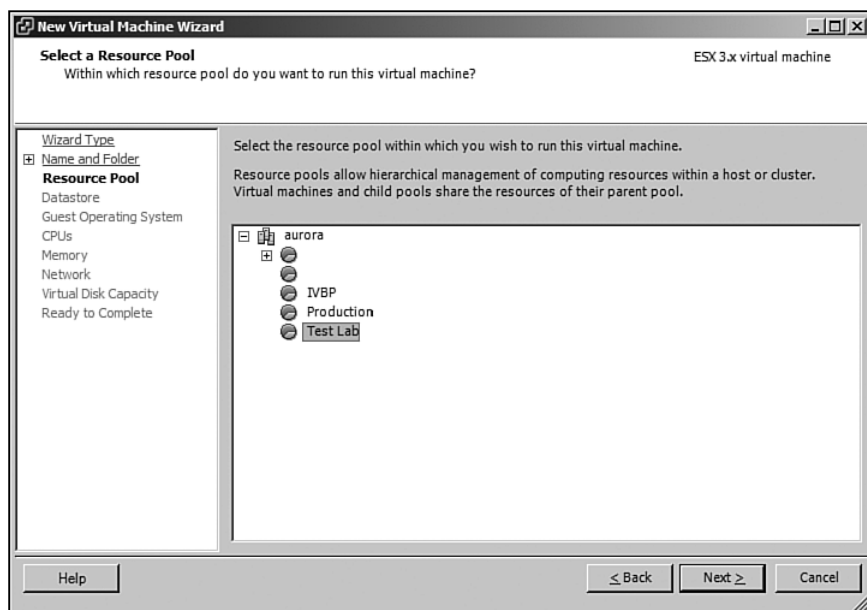 New Virtual Machine Wizard
Select a Resource Pool
Within which resource pool do you want to run this virtual machine?
ESX 3.x virtual machine
Wizard Type
Name and Folder
Resource Pool
Datastore
Guest Operating System
CPUs
Memory
Network
Virtual Disk Capacity
Ready to Complete
Select the resource pool within which you wish to run this virtual machine.
Resource pools allow hierarchical management of computing resources within a host or cluster.
Virtual machines and child pools share the resources of their parent pool.
aurora
IVBP
Production
Test Lab
Help
< Back
Next >
Cancel